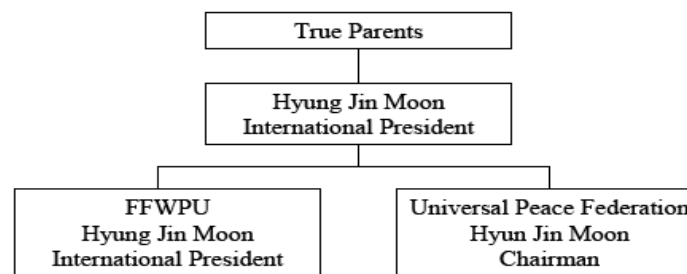 True Parents
Hyung Jin Moon
International President
FFWPU
Hyung Jin Moon
International President
Universal Peace Federation
Hyun Jin Moon
Chairman